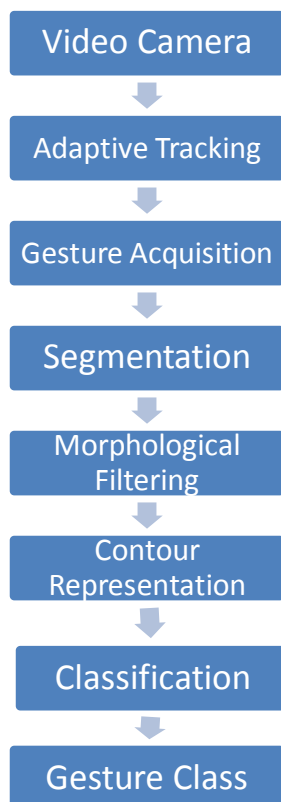 Video Camera
Adaptive Tracking
Gesture Acquisition
Segmentation
Morphological
Filtering
Contour
Representation
Classification
Gesture Class